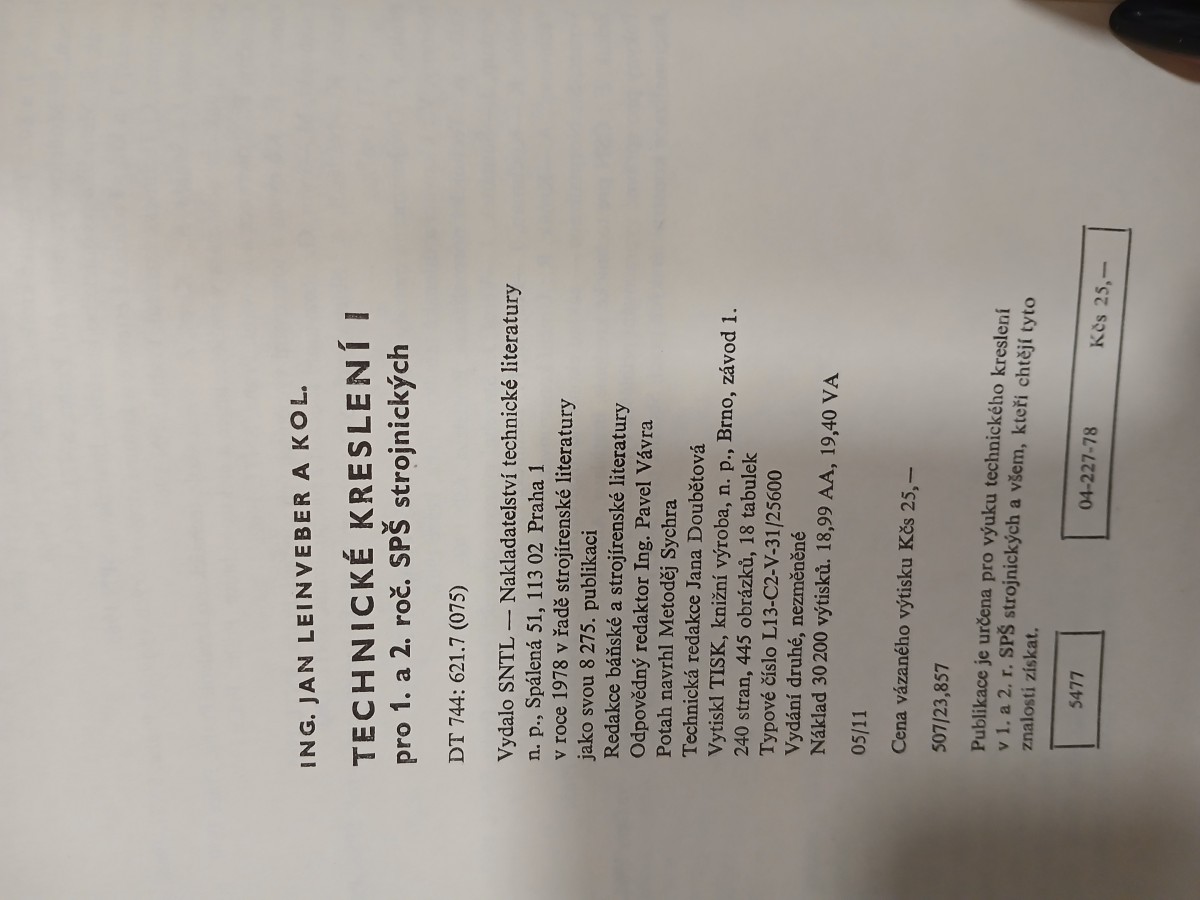 ING. JAN LEINVEBER A KOL.
TECHNICKÉ KRESLENÍ I
pro 1. a 2. roč. SPŠ strojnických
DT 744: 621.7 (075)
Vydalo SNTL — Nakladatelství technické literatury
n. p., Spálená 51, 113 02 Praha 1
v roce 1978 v řadě strojírenské literatury
jako svou 8 275. publikaci
Redakce báňské a strojírenské literatury
Odpovědný redaktor Ing. Pavel Vávra
Potah navrhl Metoděj Sychra
Technická redakce Jana Doubětová
Vytiskl TISK, knižní výroba, n. p., Brno, závod 1.
240 stran, 445 obrázků, 18 tabulek
Typové číslo L13-C2-V-31/25600
Vydání druhé, nezměněné
Náklad 30 200 výtisků. 18,99 AA, 19,40 VA
05/11
Cena vázaného výtisku Kčs 25,—
507/23,857
Publikace je určena pro výuku technického kreslení
v 1. a 2. r. SPŠ strojnických a všem, kteří chtějí tyto
znalosti získat.
5477
04-227-78 Kčs 25,—